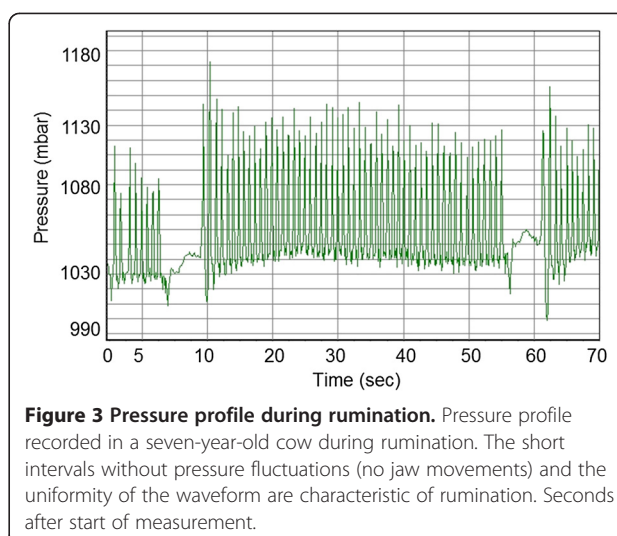 1180
1130
1080
1030
990
Pressure (mbar)
0 5 10 20 30 40 50 60 70
Time (sec)
Figure 3 Pressure profile during rumination. Pressure profile
recorded in a seven-year-old cow during rumination. The short
intervals without pressure fluctuations (no jaw movements) and the
uniformity of the waveform are characteristic of rumination. Seconds
after start of measurement.